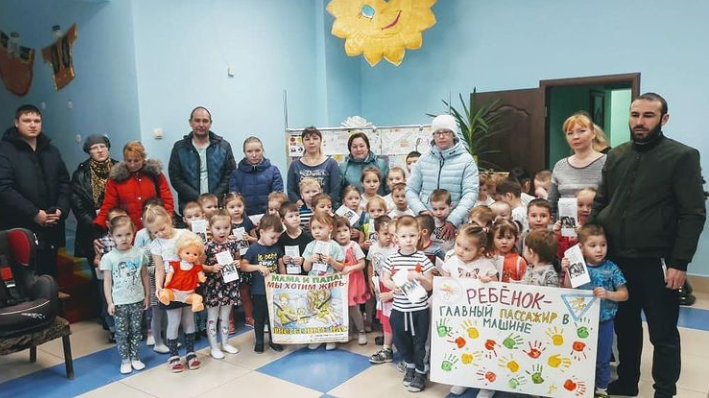 МАМА И ПАПА!
МЫ ХОТИМ ЖИТЬ
РЕБЁНОК-
ГЛАВНЫЙ ПАССАЖИР В
МАШИНЕ